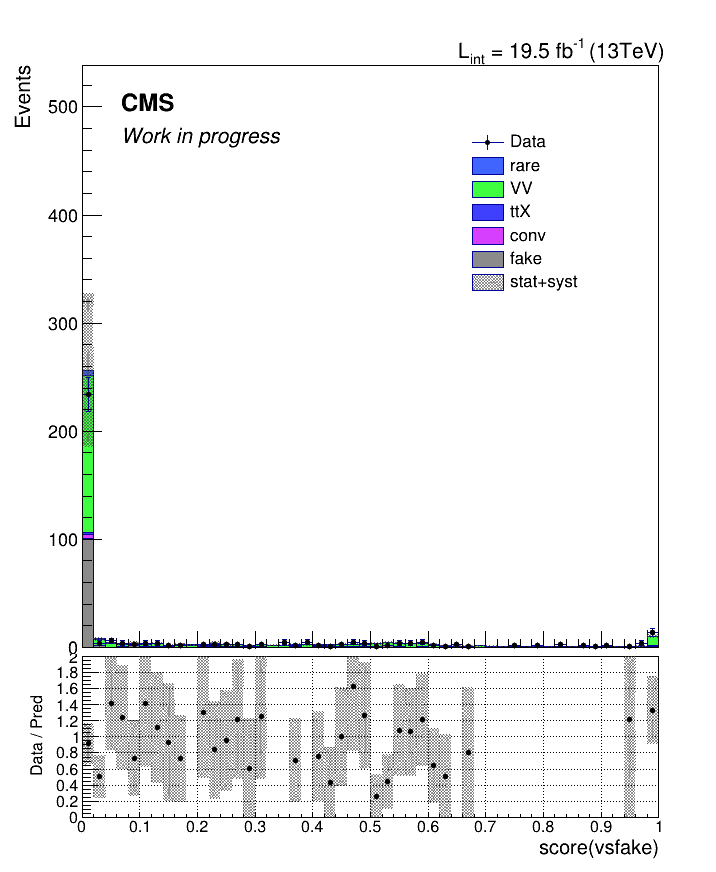 L_int = 19.5 fb^-1 (13TeV)
Events
CMS
Work in progress
Data
rare
VV
ttX
conv
fake
stat+syst
500
400
300
200
100
0
Data / Pred
2
1.8
1.6
1.4
1.2
1
0.8
0.6
0.4
0.2
0
0 0.1 0.2 0.3 0.4 0.5 0.6 0.7 0.8 0.9 1
score(vsfake)